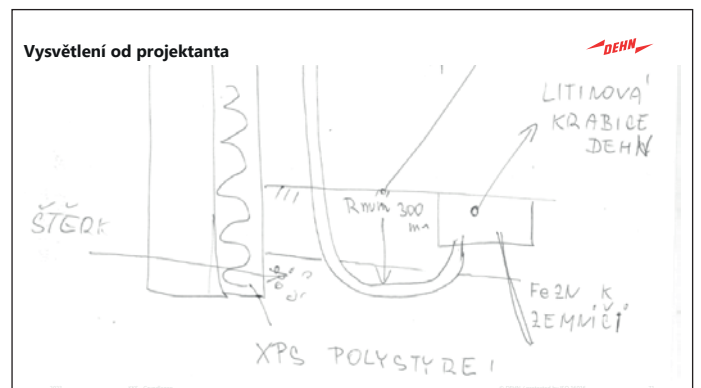 Vysvětlení od projektanta
DEHN
LITINOVÁ
KRABICE
DEHN
ŠTĚRK
Rmin 300
mm
FeZN K
ZEMNIČI
XPS POLYSTYREN